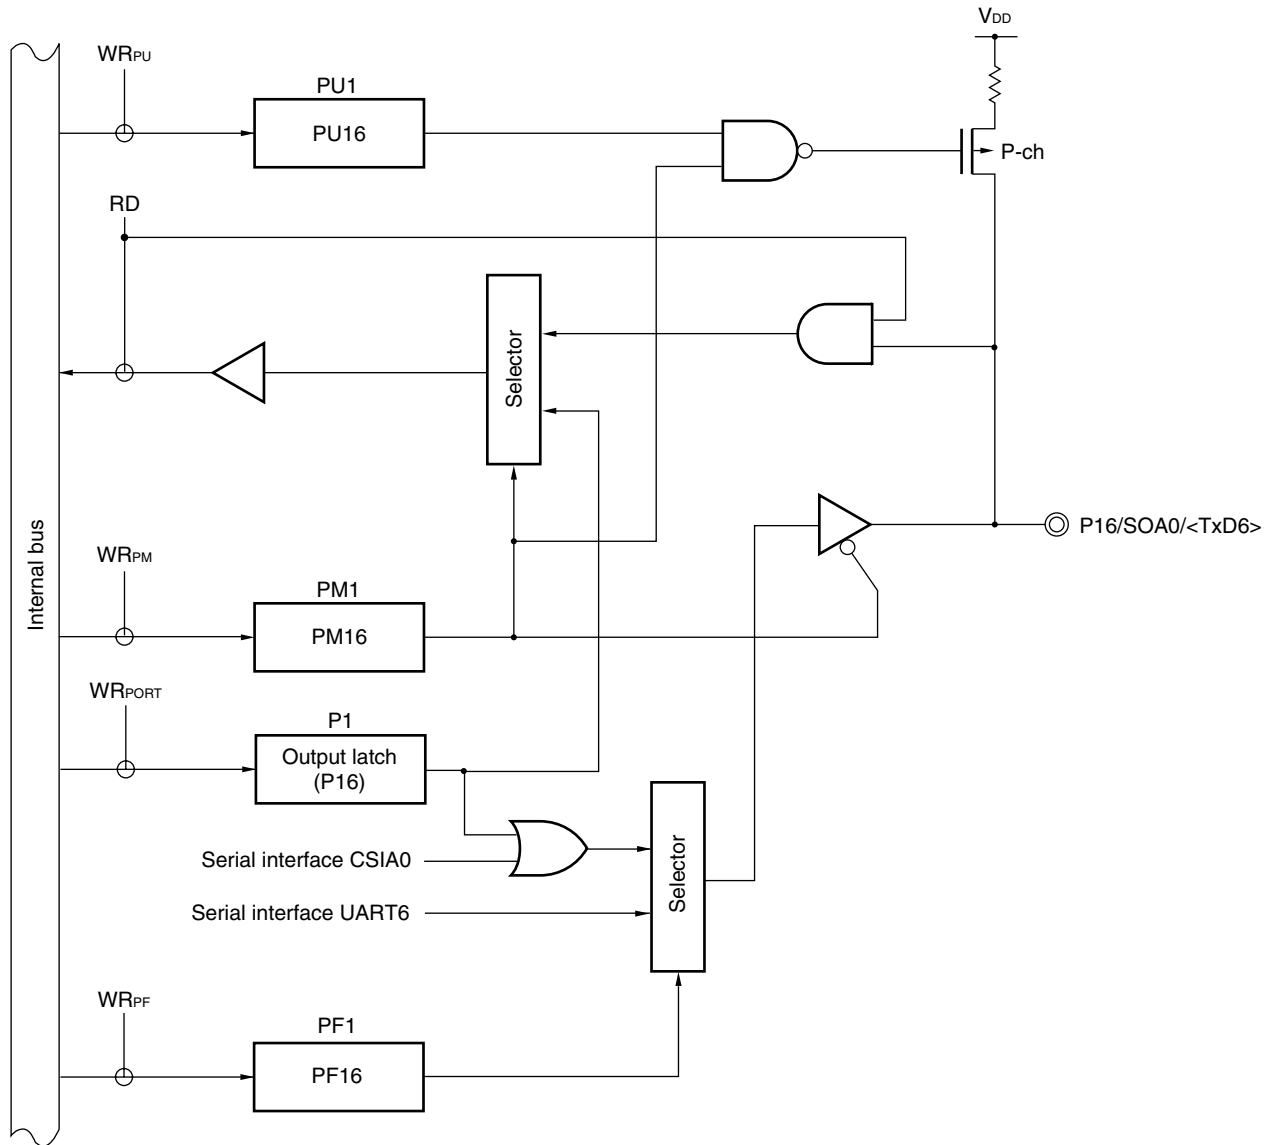 VDD
WRPU
PU1
PU16
P-ch
RD
Selector
Internal bus
P16/SOA0/<TxD6>
WRPM
PM1
PM16
WRPORT
P1
Output latch
(P16)
Serial interface CSIA0
Selector
Serial interface UART6
WRPF
PF1
PF16